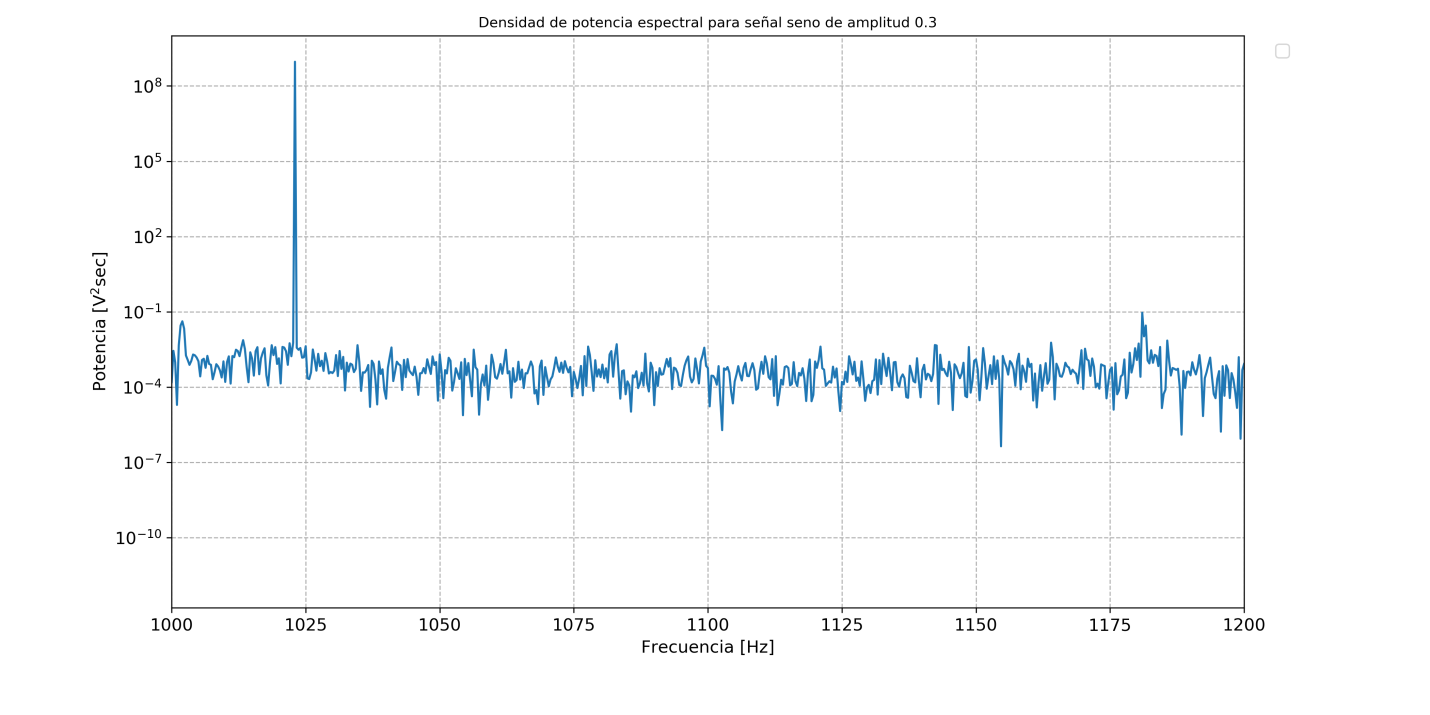 Densidad de potencia espectral para señal seno de amplitud 0.3
Potencia [V²sec]
10⁸
10⁵
10²
10⁻¹
10⁻⁴
10⁻⁷
10⁻¹⁰
1000 1025 1050 1075 1100 1125 1150 1175 1200
Frecuencia [Hz]